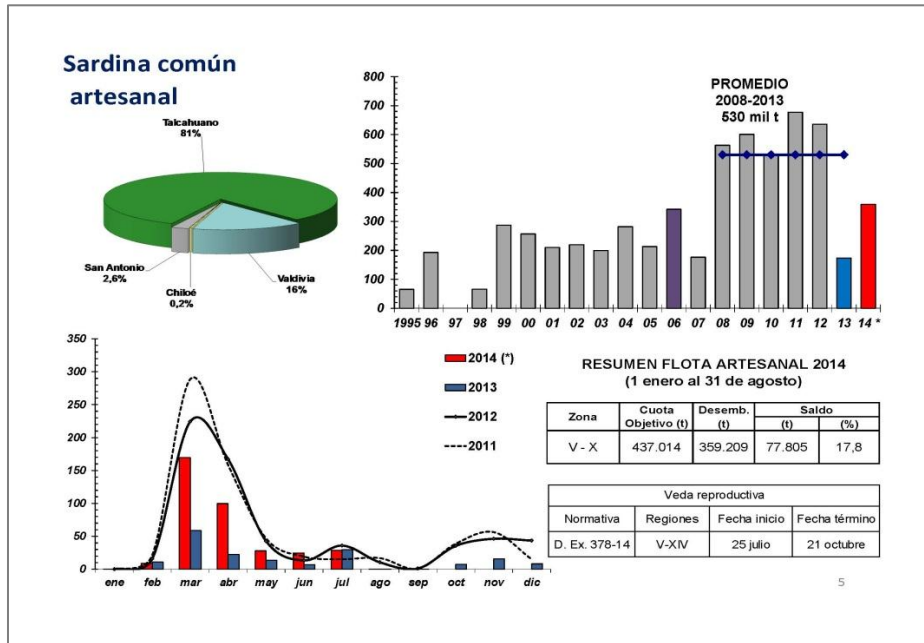 Sardina común
artesanal
Talcahuano
81%
San Antonio
2,6%
Chiloé
0,2%
Valdivia
16%
800
700
600
500
400
300
200
100
0
PROMEDIO
2008-2013
530 mil t
1995 96 97 98 99 00 01 02 03 04 05 06 07 08 09 10 11 12 13 14 *
350
300
250
200
150
100
50
0
ene feb mar abr may jun jul ago sep oct nov dic
2014 (*)
2013
2012
2011
RESUMEN FLOTA ARTESANAL 2014
(1 enero al 31 de agosto)
Zona Cuota Objetivo (t) Desemb. (t) Saldo
(t) (%)
V - X 437.014 359.209 77.805 17,8
Veda reproductiva
Normativa Regiones Fecha inicio Fecha término
D. Ex. 378-14 V-XIV 25 julio 21 octubre
5